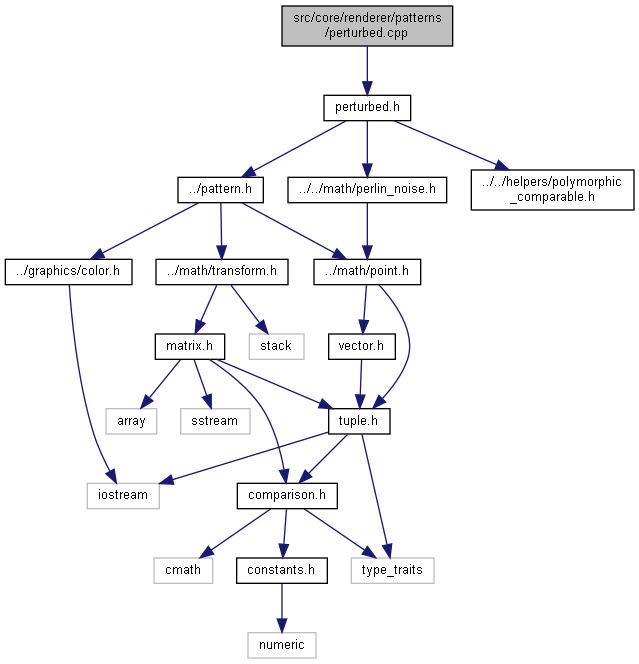 src/core/renderer/patterns
/perturbed.cpp
perturbed.h
../pattern.h
../../math/perlin_noise.h
../../helpers/polymorphic
_comparable.h
../graphics/color.h
../math/transform.h
../math/point.h
matrix.h
stack
vector.h
array
sstream
tuple.h
iostream
comparison.h
cmath
constants.h
type_traits
numeric